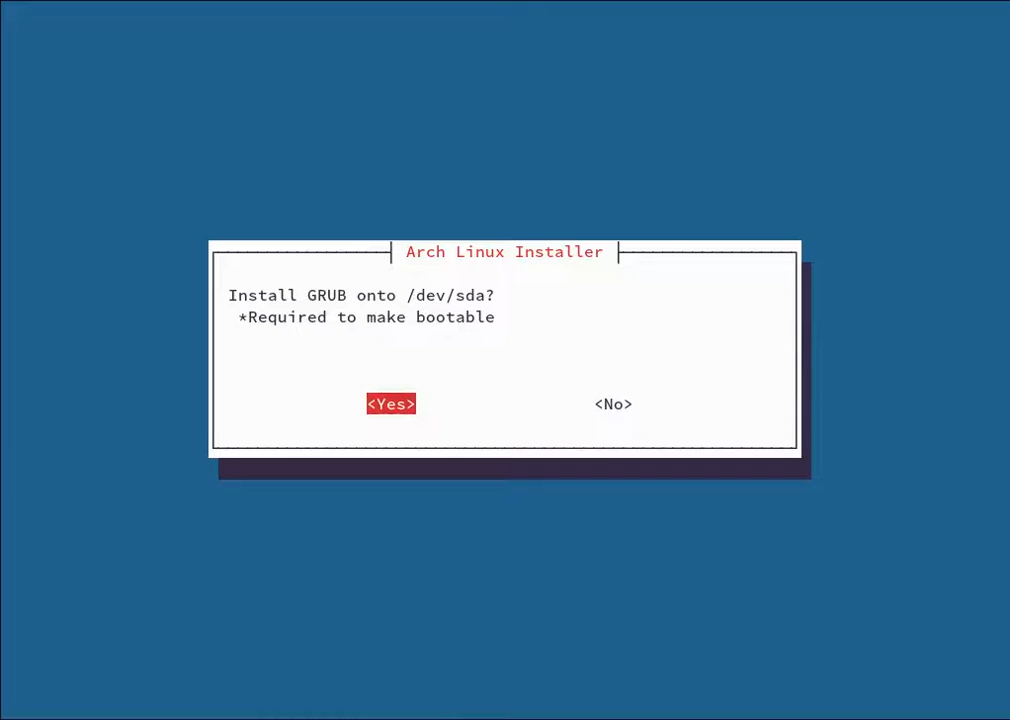 Arch Linux Installer
Install GRUB onto /dev/sda?
*Required to make bootable
<Yes> <No>